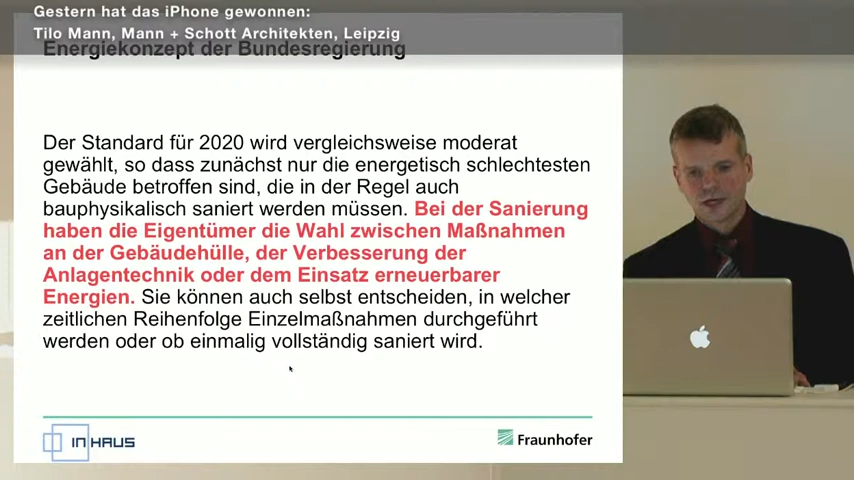 Gestern hat das iPhone gewonnen:
Tilo Mann, Mann + Schott Architekten, Leipzig
Energiekonzept der Bundesregierung
Der Standard für 2020 wird vergleichsweise moderat
gewählt, so dass zunächst nur die energetisch schlechtesten
Gebäude betroffen sind, die in der Regel auch
bauphysikalisch saniert werden müssen. Bei der Sanierung
haben die Eigentümer die Wahl zwischen Maßnahmen
an der Gebäudehülle, der Verbesserung der
Anlagentechnik oder dem Einsatz erneuerbarer
Energien. Sie können auch selbst entscheiden, in welcher
zeitlichen Reihenfolge Einzelmaßnahmen durchgeführt
werden oder ob einmalig vollständig saniert wird.
INHAUS
Fraunhofer